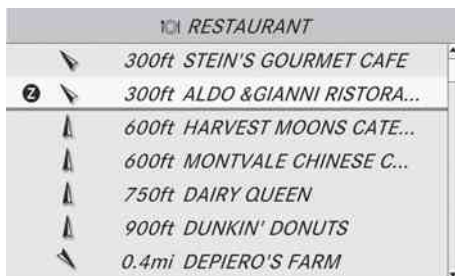 RESTAURANT
300ft STEIN'S GOURMET CAFE
2 300ft ALDO &GIANNI RISTORA...
600ft HARVEST MOONS CATE...
600ft MONTVALE CHINESE C...
750ft DAIRY QUEEN
900ft DUNKIN' DONUTS
0.4mi DEPIERO'S FARM